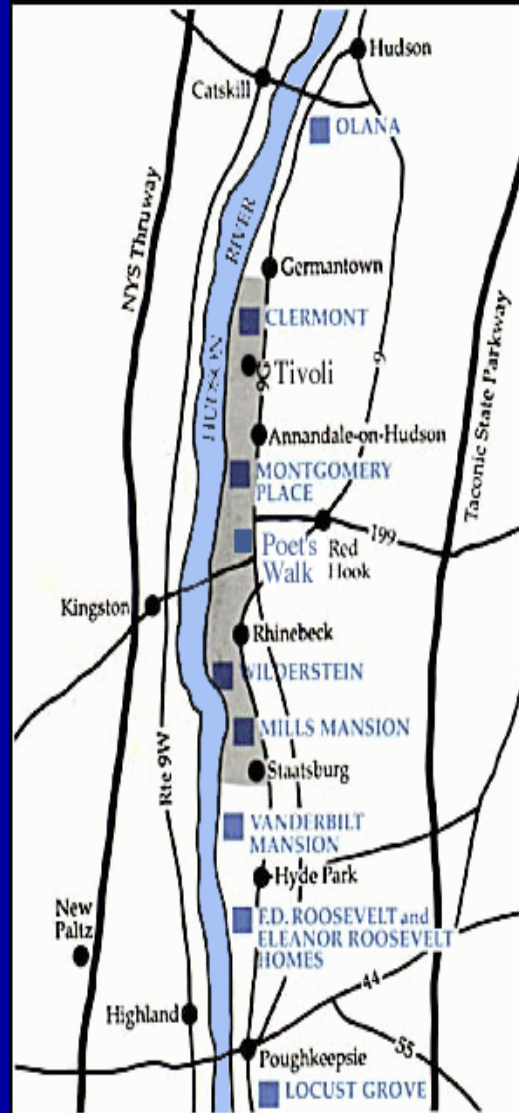 Hudson
Catskill
OLANA
NYS Thruway
HUDSON RIVER
Germantown
CLERMONT
9G
Tivoli
9
Taconic State Parkway
Annandale-on-Hudson
MONTGOMERY
PLACE
199
Poet's
Walk
Red
Hook
Kingston
Rhinebeck
WILDERSTEIN
MILLS MANSION
Rte 9W
Staatsburg
VANDERBILT
MANSION
Hyde Park
New
Paltz
F.D. ROOSEVELT and
ELEANOR ROOSEVELT
HOMES
44
Highland
55
Poughkeepsie
LOCUST GROVE